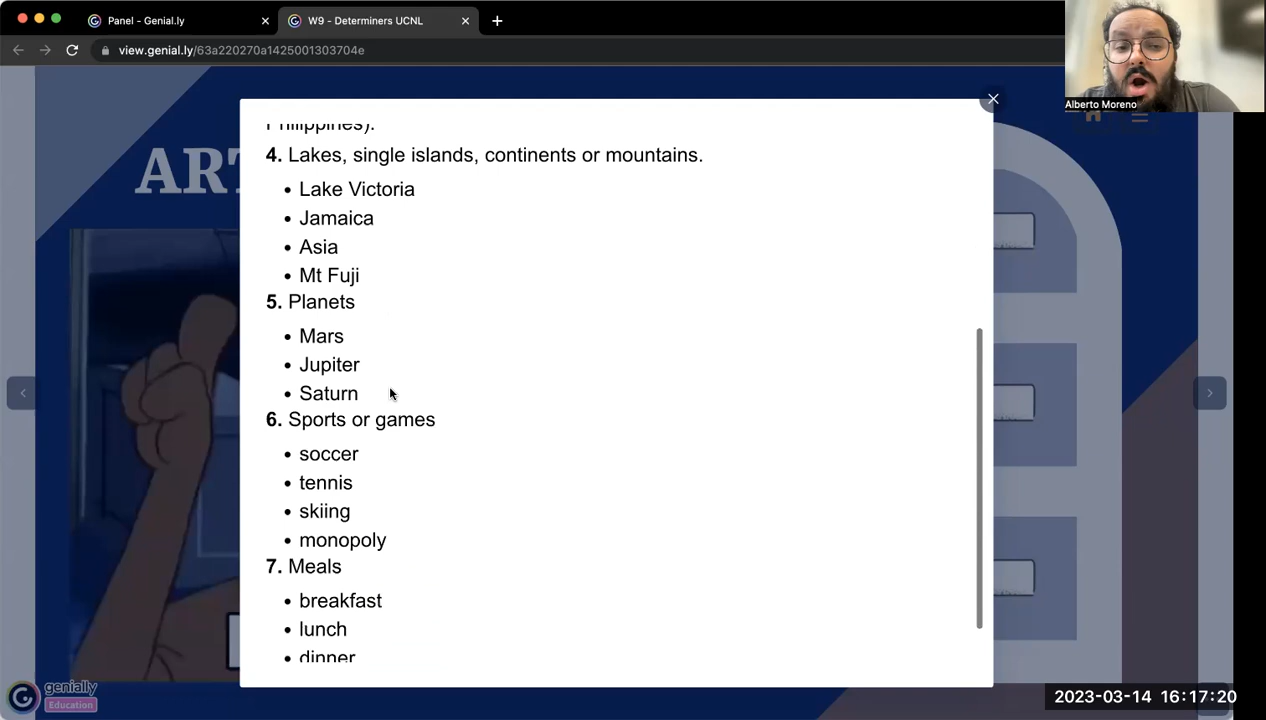 Panel - Genial.ly
W9 - Determiners UCNL
view.genial.ly/63a220270a1425001303704e
Alberto Moreno
ART
Philippines).
4. Lakes, single islands, continents or mountains.
• Lake Victoria
• Jamaica
• Asia
• Mt Fuji
5. Planets
• Mars
• Jupiter
• Saturn
6. Sports or games
• soccer
• tennis
• skiing
• monopoly
7. Meals
• breakfast
• lunch
• dinner
genially
Education
2023-03-14 16:17:20